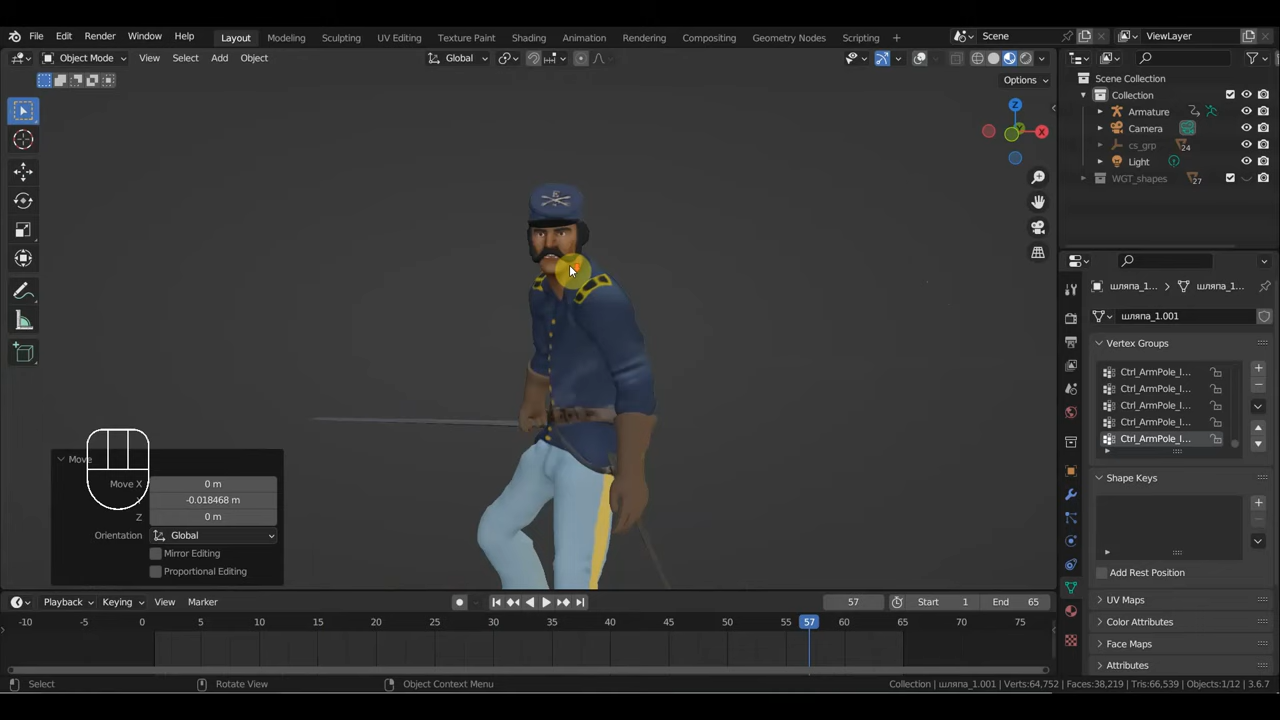 File Edit Render Window Help Layout Modeling Sculpting UV Editing Texture Paint Shading Animation Rendering Compositing Geometry Nodes Scripting + Scene ViewLayer
Object Mode View Select Add Object Global
Options
Z
X
Scene Collection
Collection
Armature
Camera
cs_grp 24
Light
WGT_shapes 27
шляпа_1... шляпа_1...
шляпа_1.001
Vertex Groups
Ctrl_ArmPole_I...
Ctrl_ArmPole_I...
Ctrl_ArmPole_I...
Ctrl_ArmPole_I...
Ctrl_ArmPole_I...
Shape Keys
Add Rest Position
UV Maps
Color Attributes
Face Maps
Attributes
Move
Move X 0 m
-0.018468 m
Z 0 m
Orientation Global
Mirror Editing
Proportional Editing
Playback Keying View Marker 57 Start 1 End 65
-10 -5 0 5 10 15 20 25 30 35 40 45 50 55 57 60 65 70 75
Select Rotate View Object Context Menu Collection | шляпа_1.001 | Verts:64,752 | Faces:38,219 | Tris:66,539 | Objects:1/12 | 3.6.7